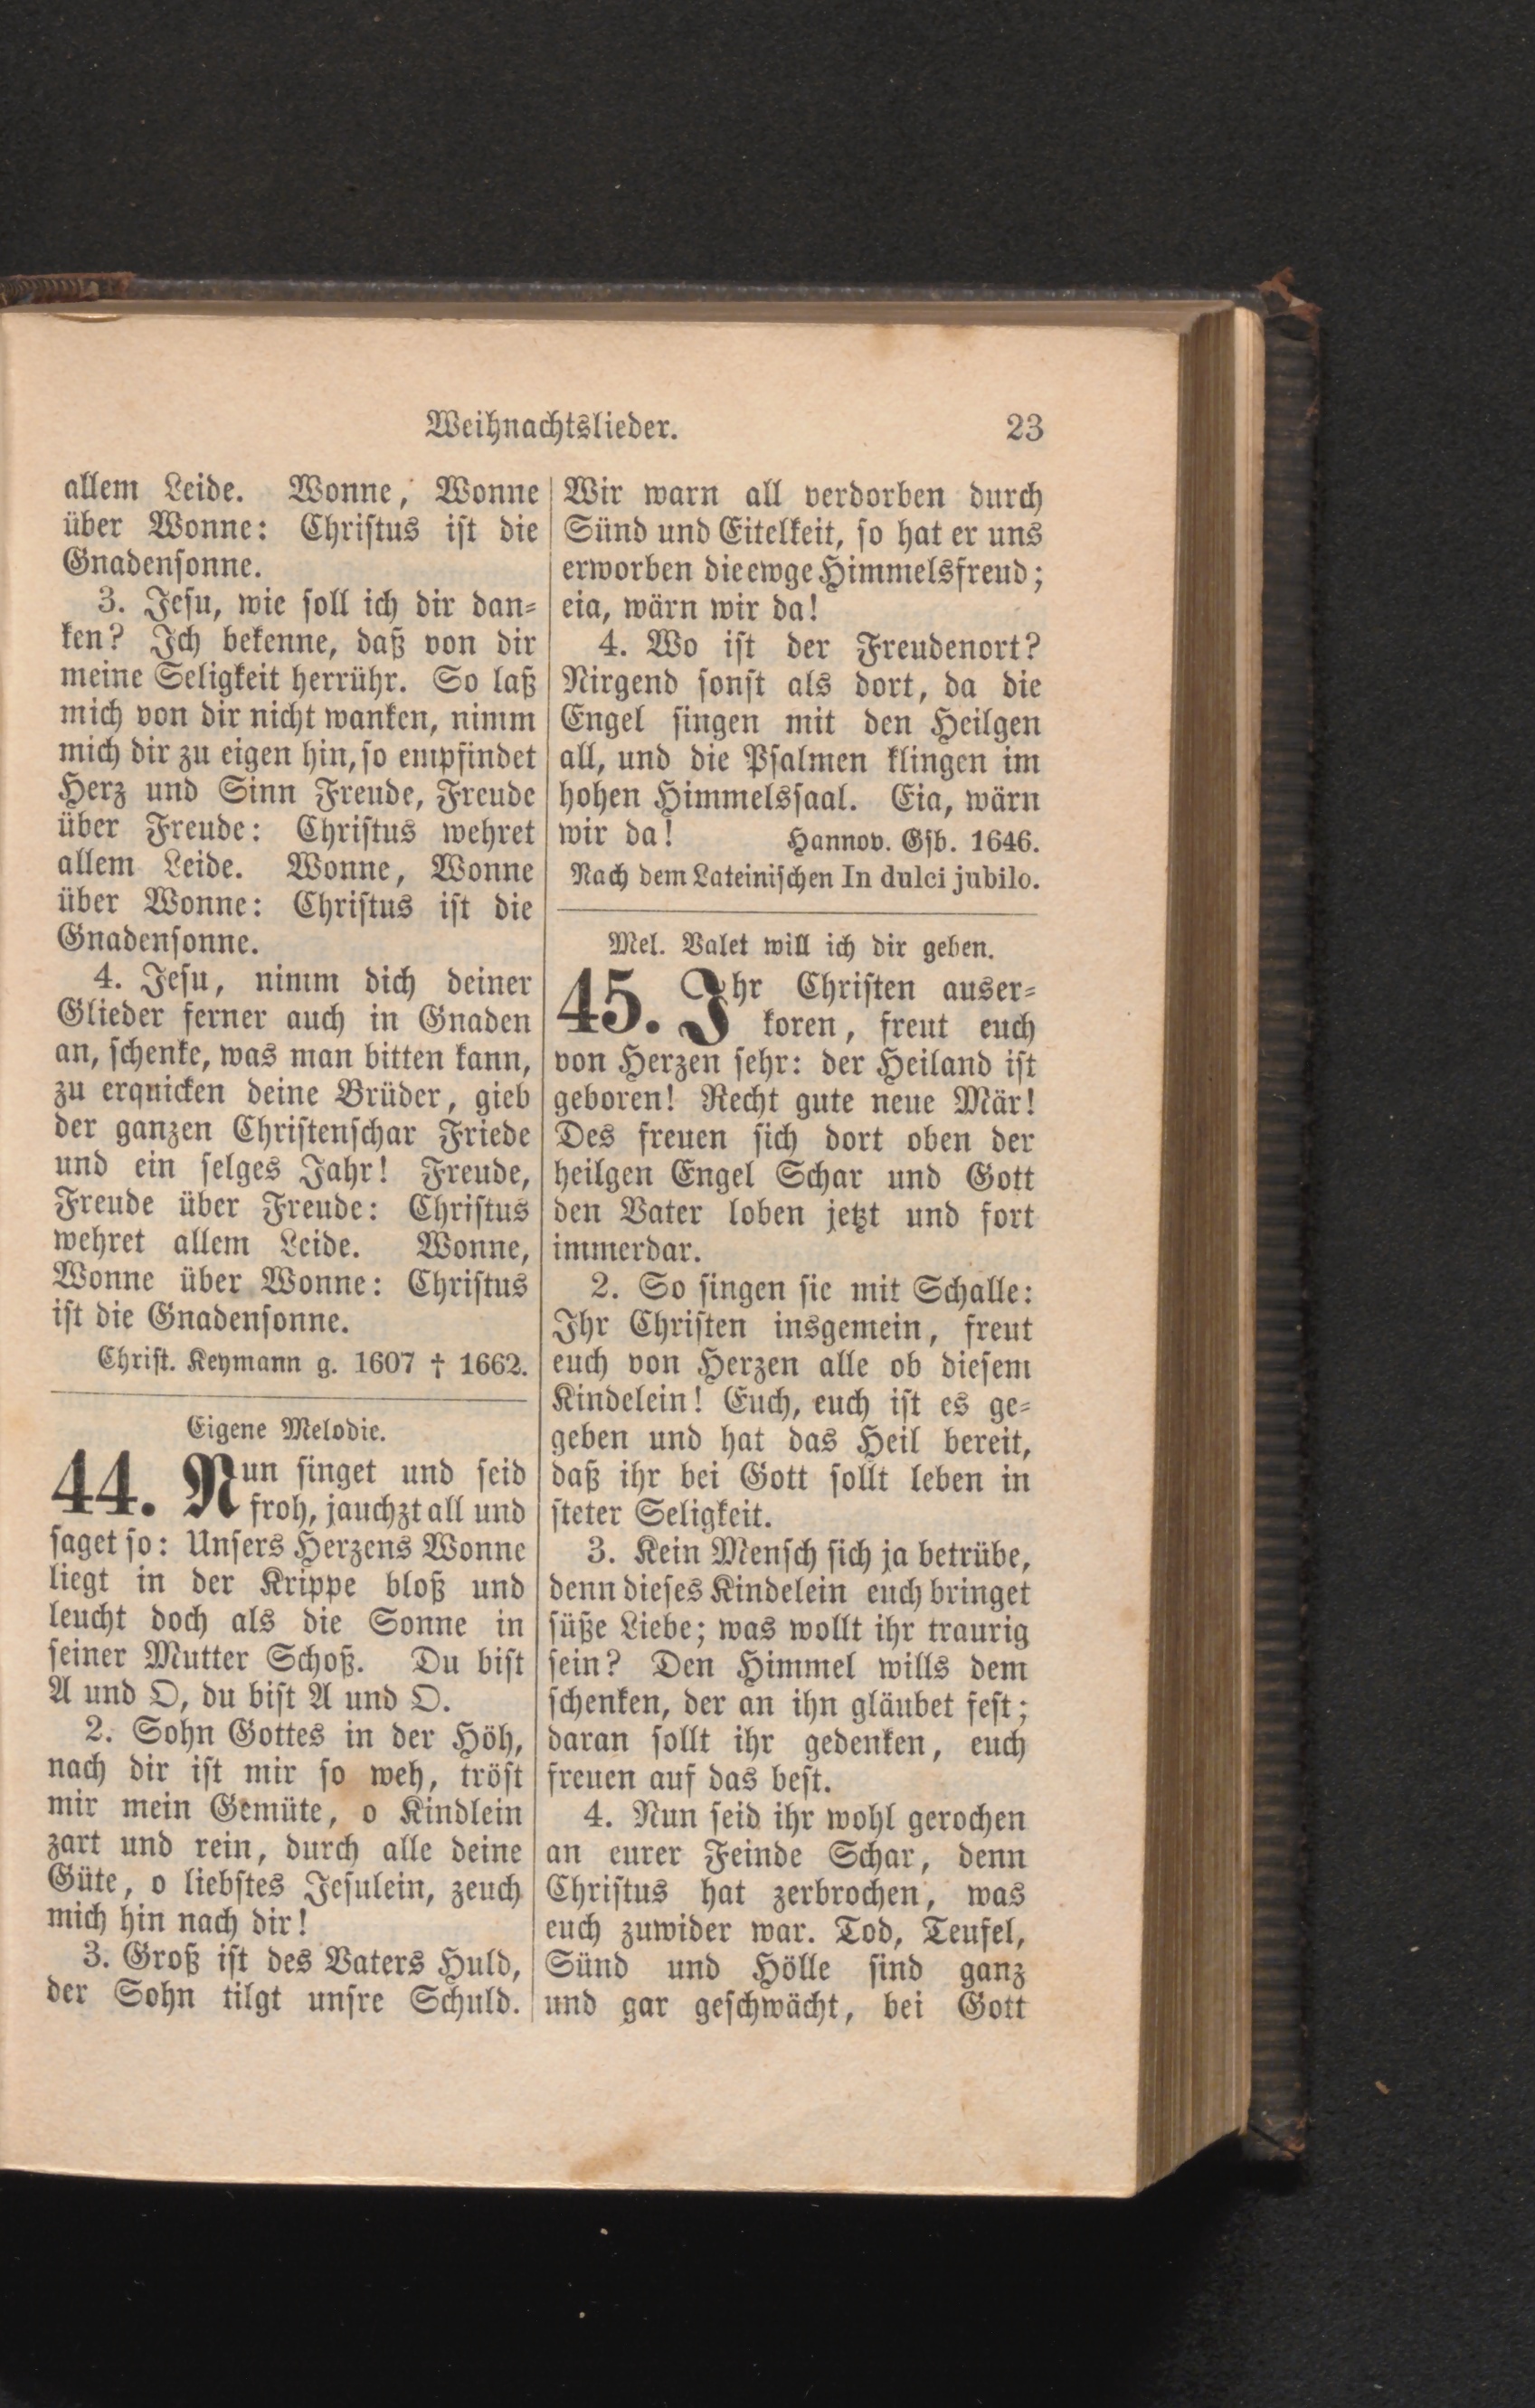 Weihnachtslieder. 23
allem Leide. Wonne, Wonne
über Wonne: Christus ist die
Gnadensonne.
3. Jesu, wie soll ich dir dan-
ken? Ich bekenne, daß von dir
meine Seligkeit herrühr. So laß
mich von dir nicht wanken, nimm
mich dir zu eigen hin, so empfindet
Herz und Sinn Freude, Freude
über Freude: Christus wehret
allem Leide. Wonne, Wonne
über Wonne: Christus ist die
Gnadensonne.
4. Jesu, nimm dich deiner
Glieder ferner auch in Gnaden
an, schenke, was man bitten kann,
zu erquicken deine Brüder, gieb
der ganzen Christenschar Friede
und ein selges Jahr! Freude,
Freude über Freude: Christus
wehret allem Leide. Wonne,
Wonne über Wonne: Christus
ist die Gnadensonne.
Christ. Keymann g. 1607 † 1662.
Eigene Melodie.
44. Nun singet und seid
froh, jauchzt all und
saget so: Unsers Herzens Wonne
liegt in der Krippe bloß und
leucht doch als die Sonne in
seiner Mutter Schoß. Du bist
A und O, du bist A und O.
2. Sohn Gottes in der Höh,
nach dir ist mir so weh, tröst
mir mein Gemüte, o Kindlein
zart und rein, durch alle deine
Güte, o liebstes Jesulein, zeuch
mich hin nach dir!
3. Groß ist des Vaters Huld,
der Sohn tilgt unsre Schuld.
Wir warn all verdorben durch
Sünd und Eitelkeit, so hat er uns
erworben die ewge Himmelsfreud;
eia, wärn wir da!
4. Wo ist der Freudenort?
Nirgend sonst als dort, da die
Engel singen mit den Heilgen
all, und die Psalmen klingen im
hohen Himmelssaal. Eia, wärn
wir da! Hannov. Gsb. 1646.
Nach dem Lateinischen In dulci jubilo.
Mel. Valet will ich dir geben.
45. Ihr Christen auser-
koren, freut euch
von Herzen sehr: der Heiland ist
geboren! Recht gute neue Mär!
Des freuen sich dort oben der
heilgen Engel Schar und Gott
den Vater loben jetzt und fort
immerdar.
2. So singen sie mit Schalle:
Ihr Christen insgemein, freut
euch von Herzen alle ob diesem
Kindelein! Euch, euch ist es ge-
geben und hat das Heil bereit,
daß ihr bei Gott sollt leben in
steter Seligkeit.
3. Kein Mensch sich ja betrübe,
denn dieses Kindelein euch bringet
süße Liebe; was wollt ihr traurig
sein? Den Himmel wills dem
schenken, der an ihn gläubet fest;
daran sollt ihr gedenken, euch
freuen auf das best.
4. Nun seid ihr wohl gerochen
an eurer Feinde Schar, denn
Christus hat zerbrochen, was
euch zuwider war. Tod, Teufel,
Sünd und Hölle sind ganz
und gar geschwächt, bei Gott